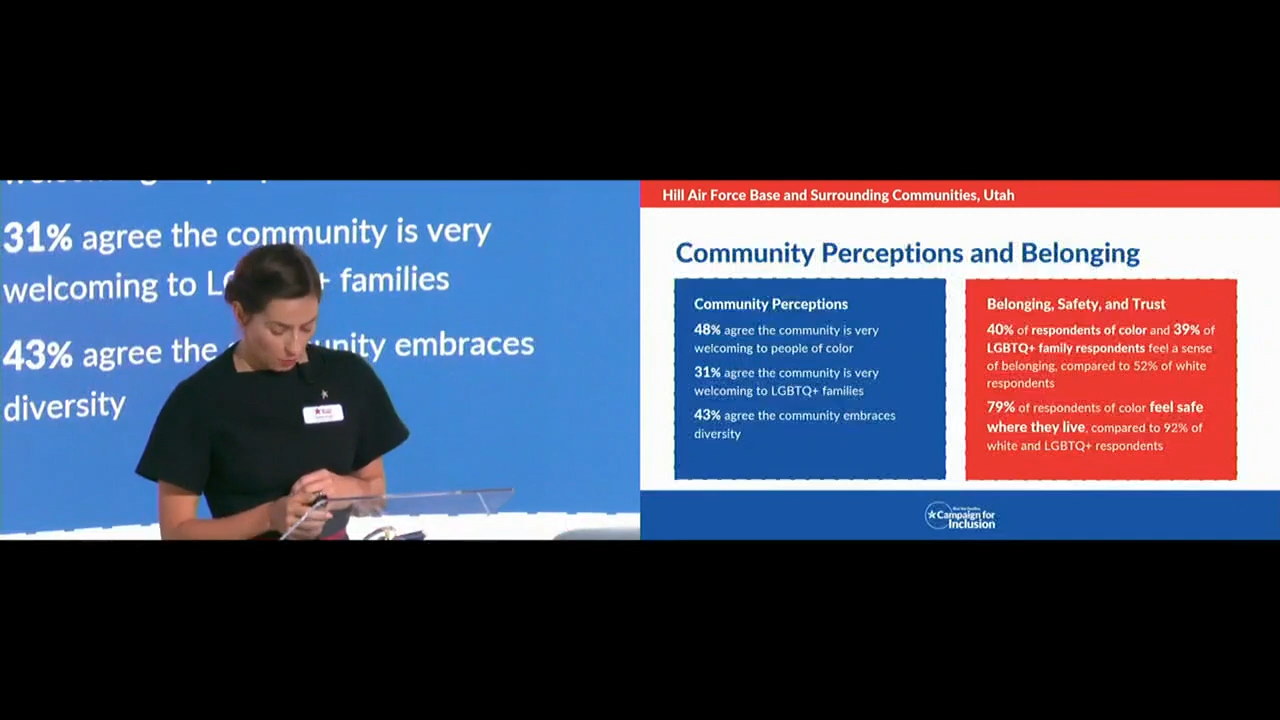 31% agree the community is very
welcoming to LG + families
43% agree the unity embraces
diversity
Hill Air Force Base and Surrounding Communities, Utah
Community Perceptions and Belonging
Community Perceptions
48% agree the community is very
welcoming to people of color
31% agree the community is very
welcoming to LGBTQ+ families
43% agree the community embraces
diversity
Belonging, Safety, and Trust
40% of respondents of color and 39% of
LGBTQ+ family respondents feel a sense
of belonging, compared to 52% of white
respondents
79% of respondents of color feel safe
where they live, compared to 92% of
white and LGBTQ+ respondents
Campaign for
Inclusion